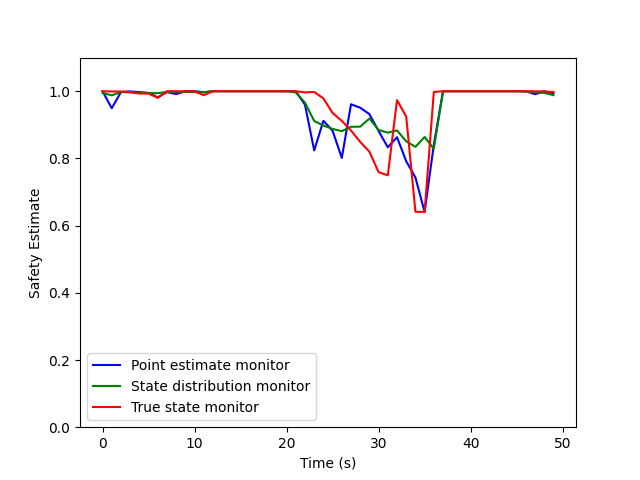 1.0
0.8
0.6
0.4
0.2
0.0
Safety Estimate
Point estimate monitor
State distribution monitor
True state monitor
0 10 20 30 40 50
Time (s)